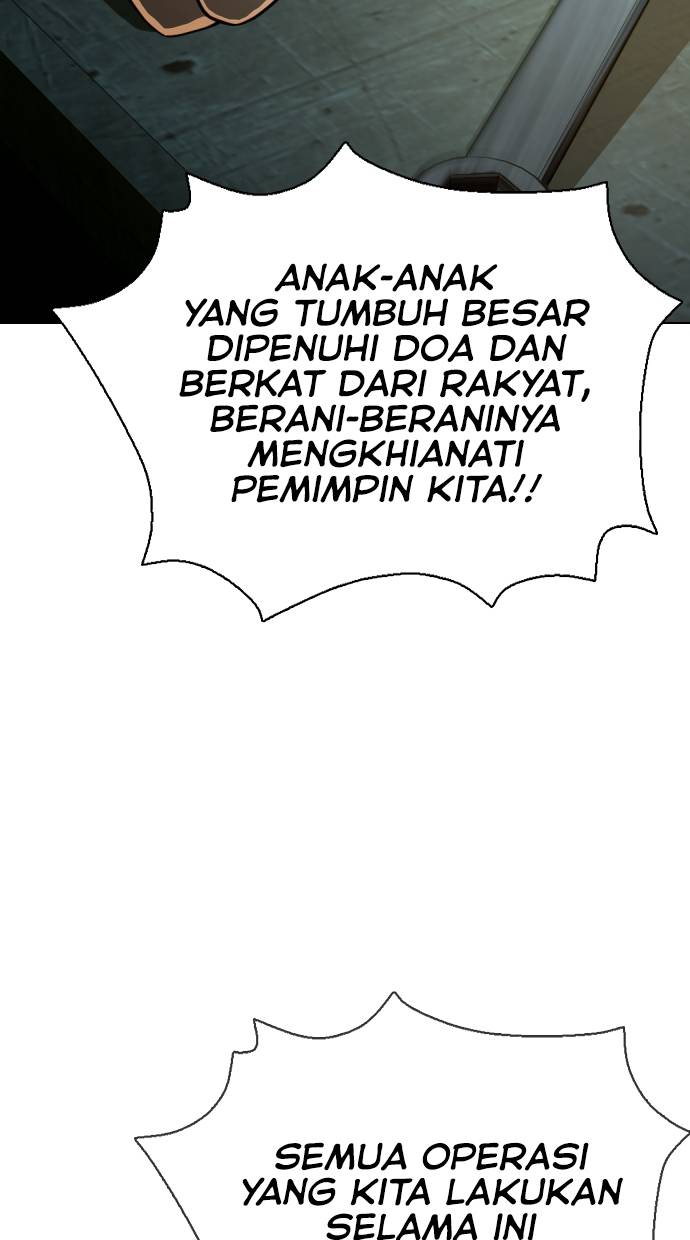 ANAK-ANAK
YANG TUMBUH BESAR
DIPENUHI DOA DAN
BERKAT DARI RAKYAT,
BERANI-BERANINYA
MENGKHIANATI
PEMIMPIN KITA!!
SEMUA OPERASI
YANG KITA LAKUKAN
SELAMA INI